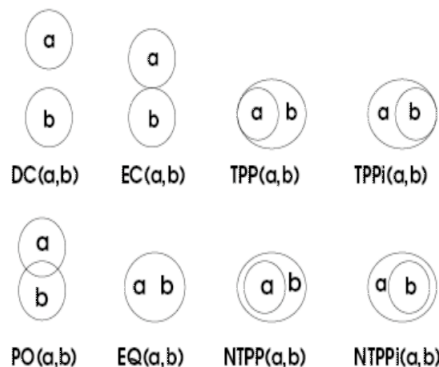 a
a
b
b
a b
a b
DC(a,b) EC(a,b) TPP(a,b) TPPi(a,b)
a
b
a b
a b
a b
PO(a,b) EQ(a,b) NTPP(a,b) NTPPi(a,b)